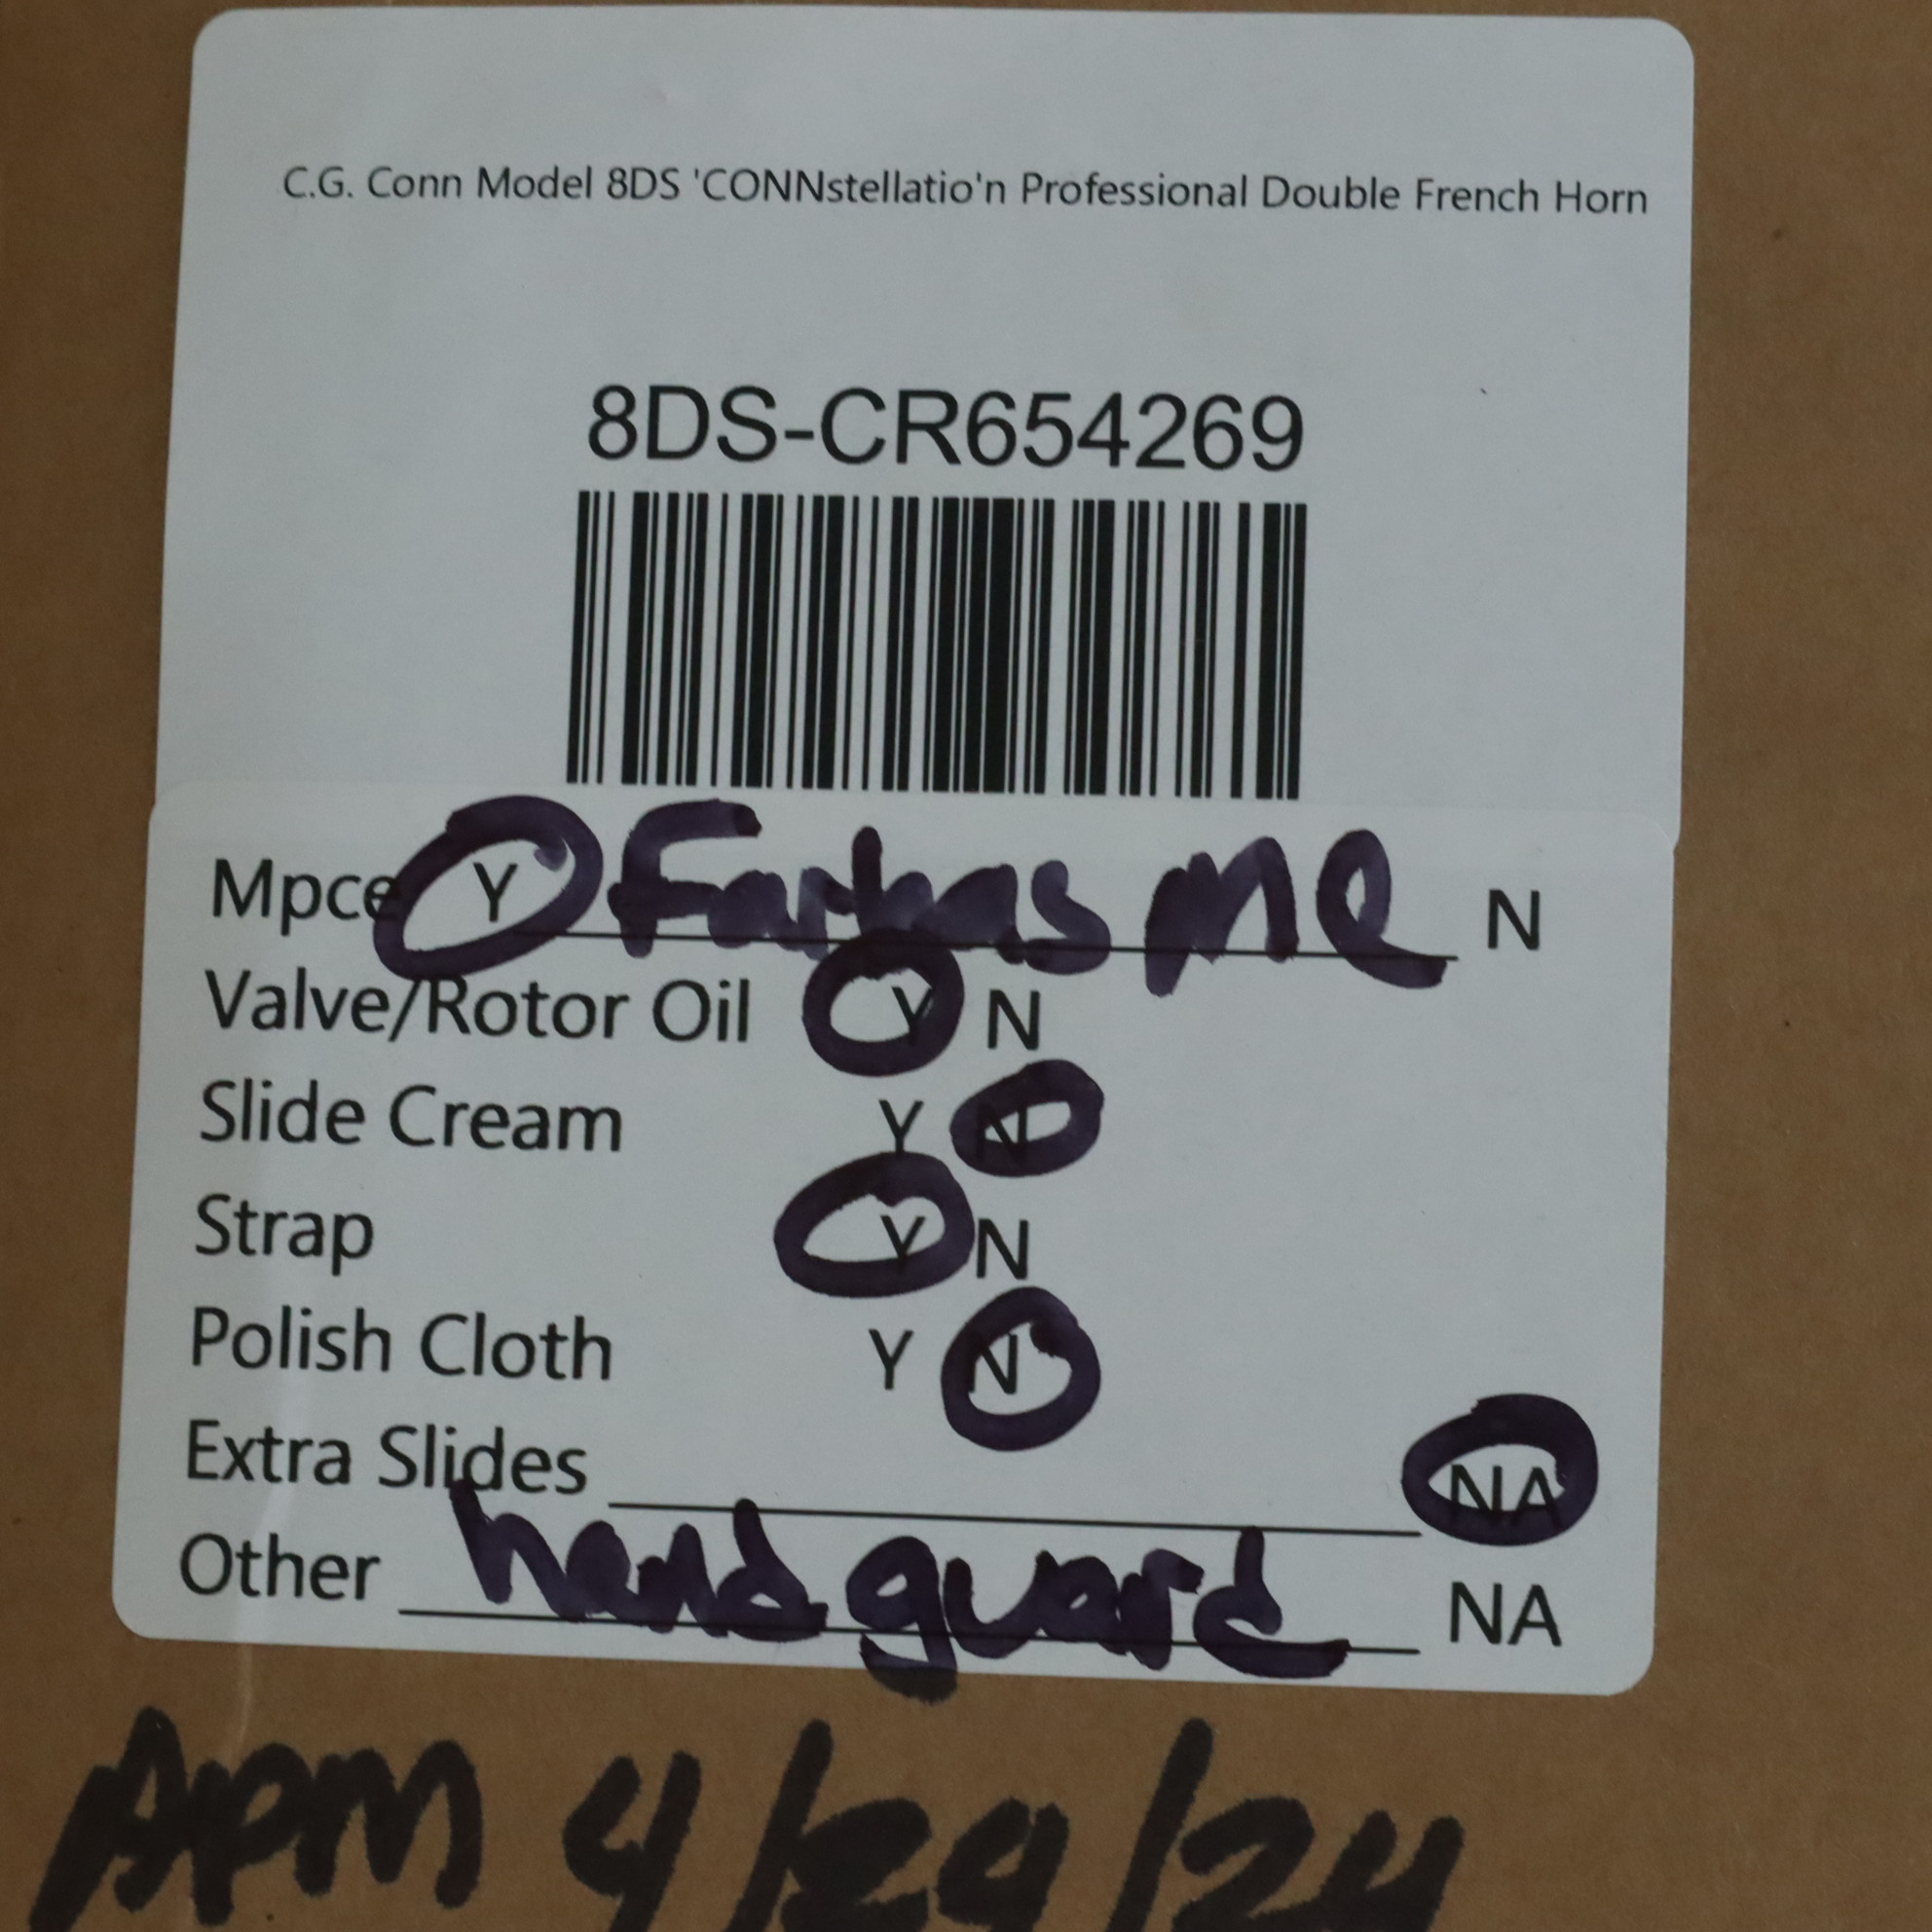 C.G. Conn Model 8DS 'CONNstellatio'n Professional Double French Horn
8DS-CR654269
Mpce Y Farkas MC N
Valve/Rotor Oil Y N
Slide Cream Y N
Strap Y N
Polish Cloth Y N
Extra Slides NA
Other hand guard NA
APM 4/29/24